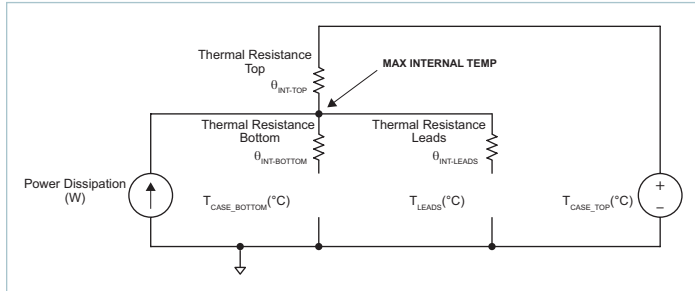 Thermal Resistance
Top
θINT-TOP
MAX INTERNAL TEMP
Thermal Resistance
Bottom
θINT-BOTTOM
Thermal Resistance
Leads
θINT-LEADS
Power Dissipation
(W)
TCASE_BOTTOM(°C)
TLEADS(°C)
TCASE_TOP(°C)
+
–